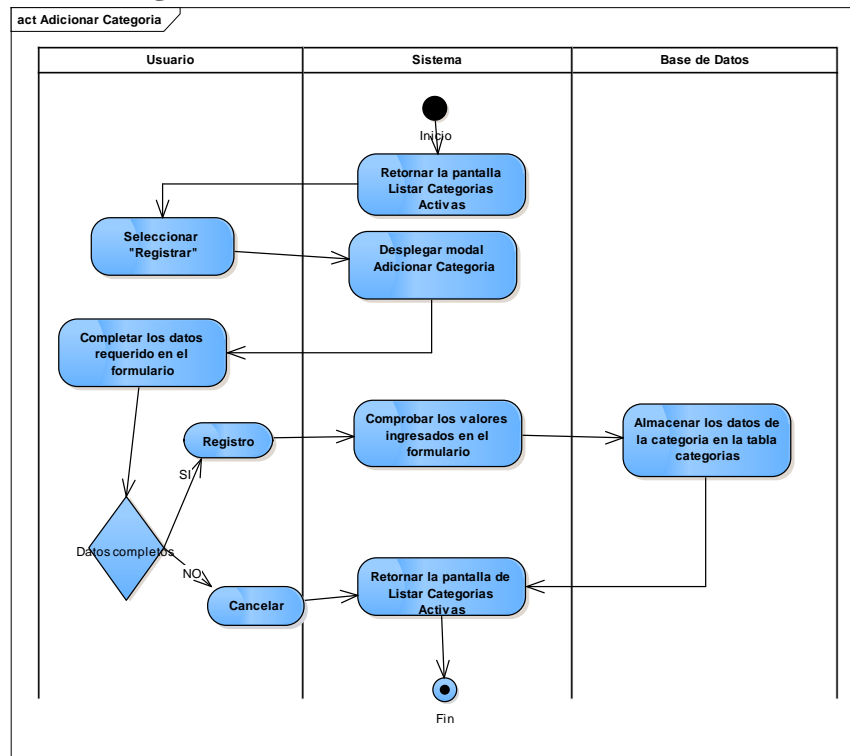 act Adicionar Categoria
Usuario
Sistema
Base de Datos
Inicio
Retornar la pantalla
Listar Categorias
Activas
Seleccionar
"Registrar"
Desplegar modal
Adicionar Categoria
Completar los datos
requerido en el
formulario
Registro
Comprobar los valores
ingresados en el
formulario
Almacenar los datos de
la categoria en la tabla
categorias
SI
Datos completos
NO
Cancelar
Retornar la pantalla de
Listar Categorias
Activas
Fin